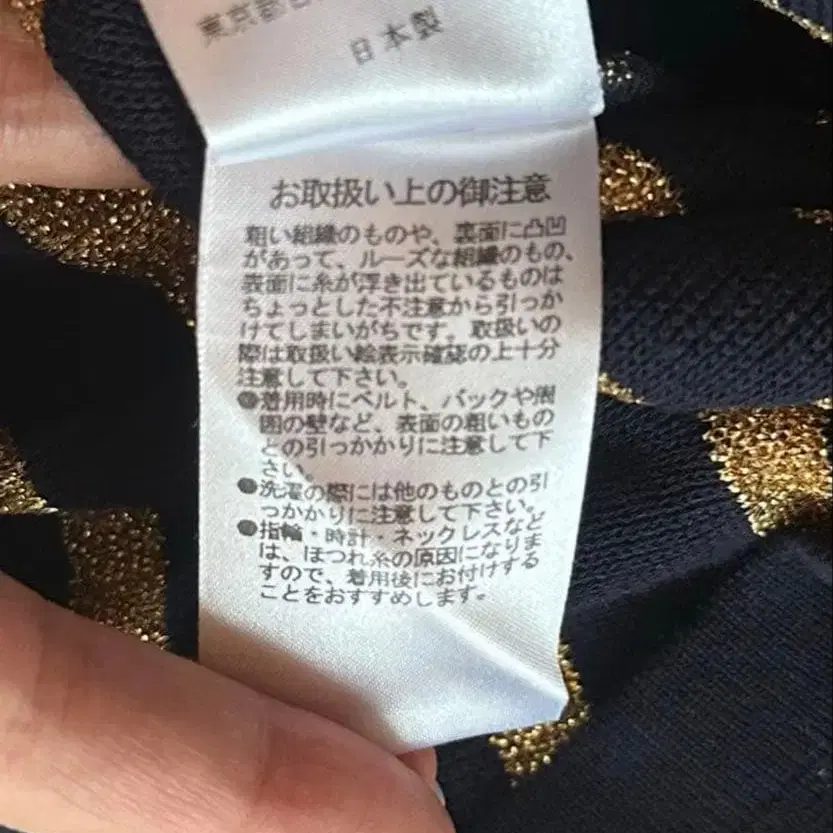 東京都
日本製
お取扱い上の御注意
粗い組織のものや、裏面に凸凹
があって、ルーズな組織のもの、
表面に糸が浮き出ているものは
ちょっとした不注意から引っか
けてしまいがちです。取扱いの
際は取扱い絵表示確認の上十分
注意して下さい。
●着用時にベルト、バックや周
囲の壁など、表面の粗いもの
との引っかかりに注意して下
さい。
●洗濯の際には他のものとの引
っかかりに注意して下さい。
●指輪・時計・ネックレスなど
は、ほつれ糸の原因になりま
すので、着用後にお付けする
ことをおすすめします。